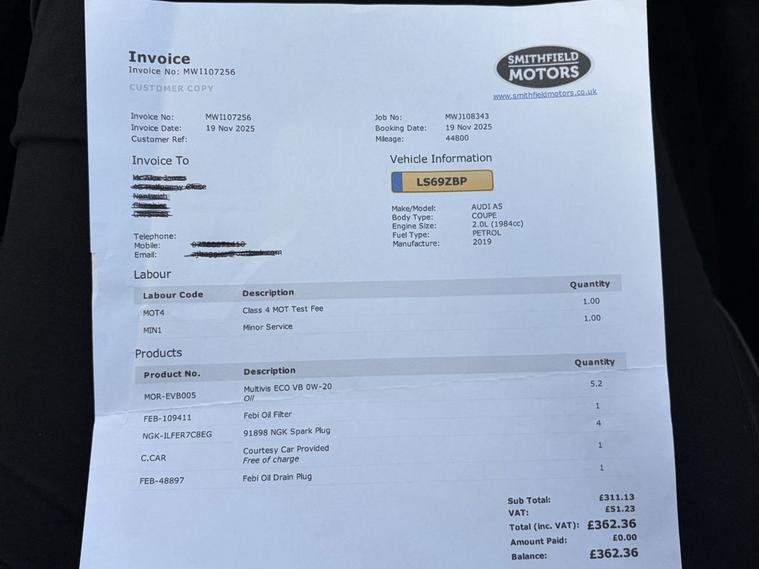 Invoice
Invoice No: MWI107256
CUSTOMER COPY
SMITHFIELD
MOTORS
www.smithfieldmotors.co.uk
Invoice No: MWI107256
Invoice Date: 19 Nov 2025
Customer Ref:
Job No: MWJ108343
Booking Date: 19 Nov 2025
Mileage: 44800
Invoice To
Telephone:
Mobile:
Email:
Vehicle Information
LS69ZBP
Make/Model: AUDI A5
Body Type: COUPE
Engine Size: 2.0L (1984cc)
Fuel Type: PETROL
Manufacture: 2019
Labour
Labour Code Description Quantity
MOT4 Class 4 MOT Test Fee 1.00
MIN1 Minor Service 1.00
Products
Product No. Description Quantity
MOR-EVB005 Multivis ECO VB 0W-20 5.2
Oil
FEB-109411 Febi Oil Filter 1
NGK-ILFER7C8EG 91898 NGK Spark Plug 4
C.CAR Courtesy Car Provided 1
Free of charge
FEB-48897 Febi Oil Drain Plug 1
Sub Total: £311.13
VAT: £51.23
Total (inc. VAT): £362.36
Amount Paid: £0.00
Balance: £362.36